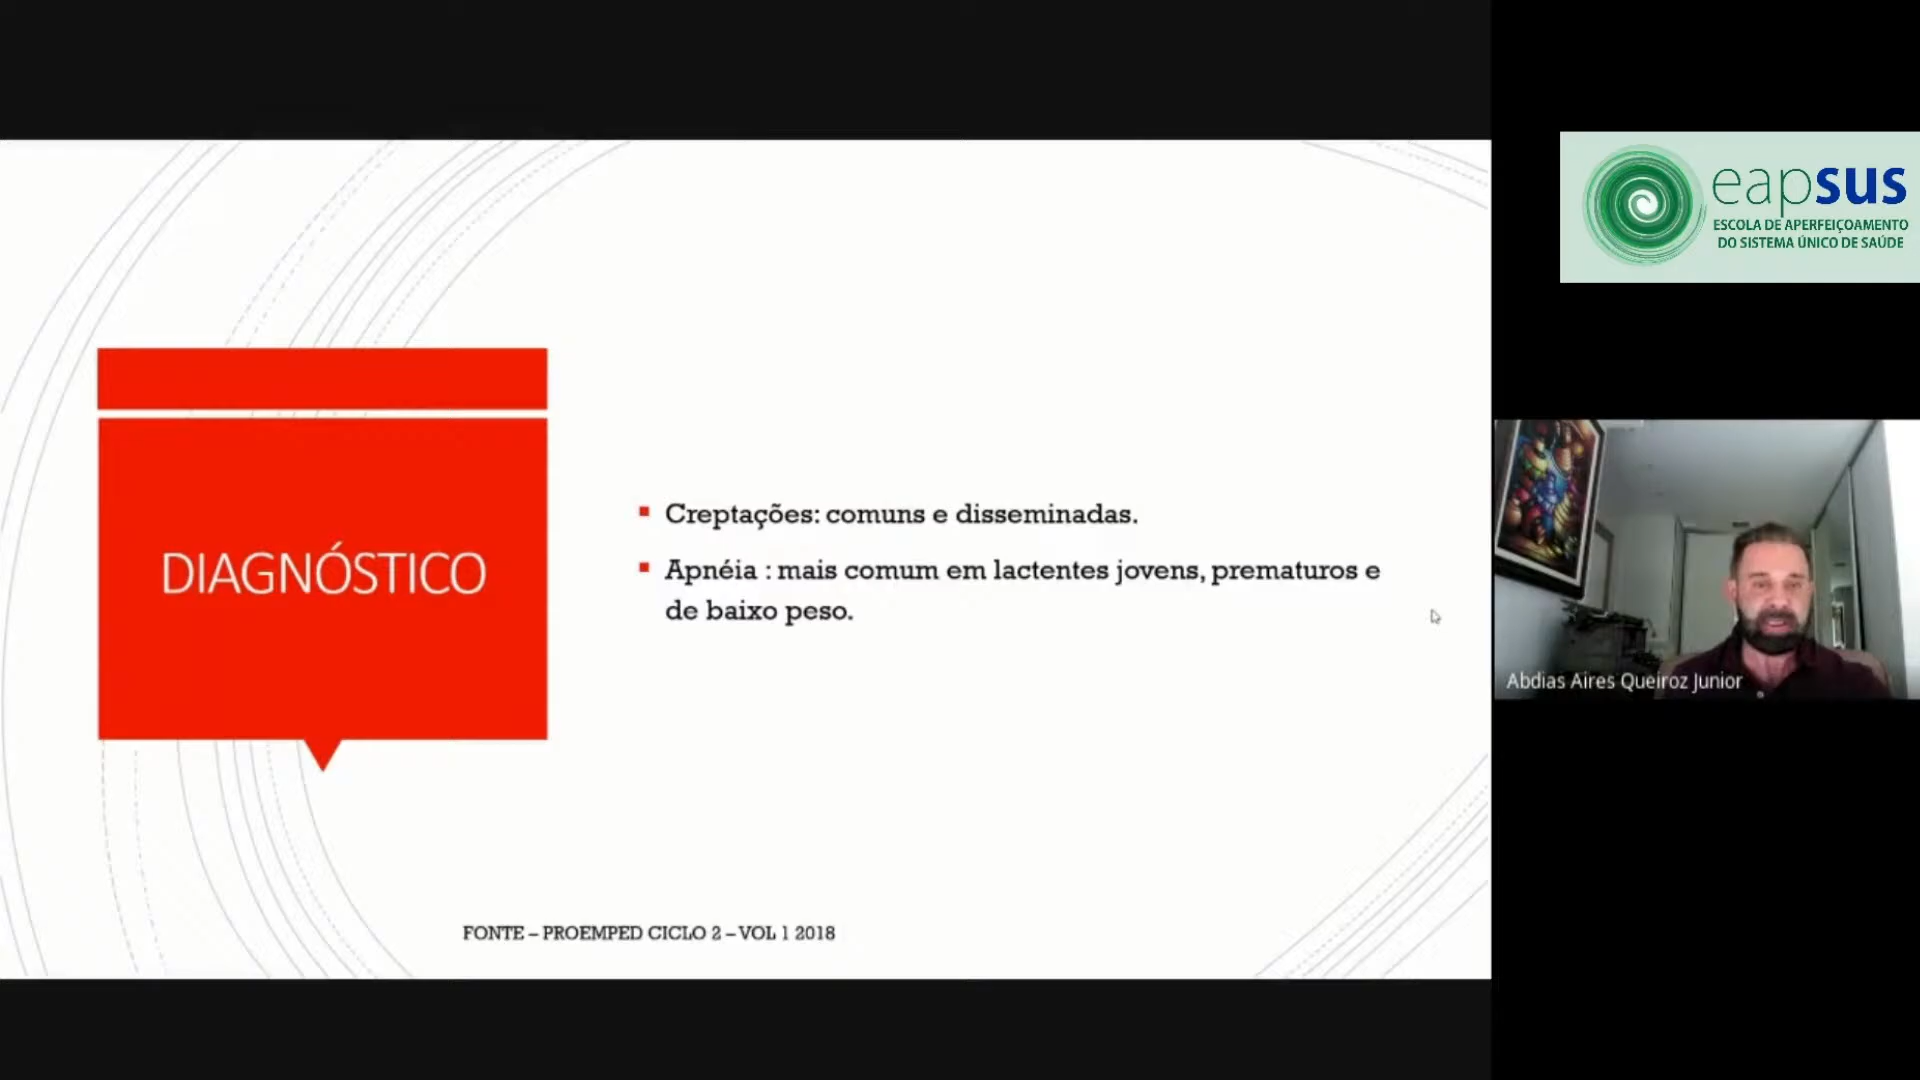 DIAGNÓSTICO
Creptações: comuns e disseminadas.
Apnéia : mais comum em lactentes jovens, prematuros e
de baixo peso.
FONTE – PROEMPED CICLO 2 – VOL 1 2018
eapsus
ESCOLA DE APERFEIÇOAMENTO
DO SISTEMA ÚNICO DE SAÚDE
Abdias Aires Queiroz Junior